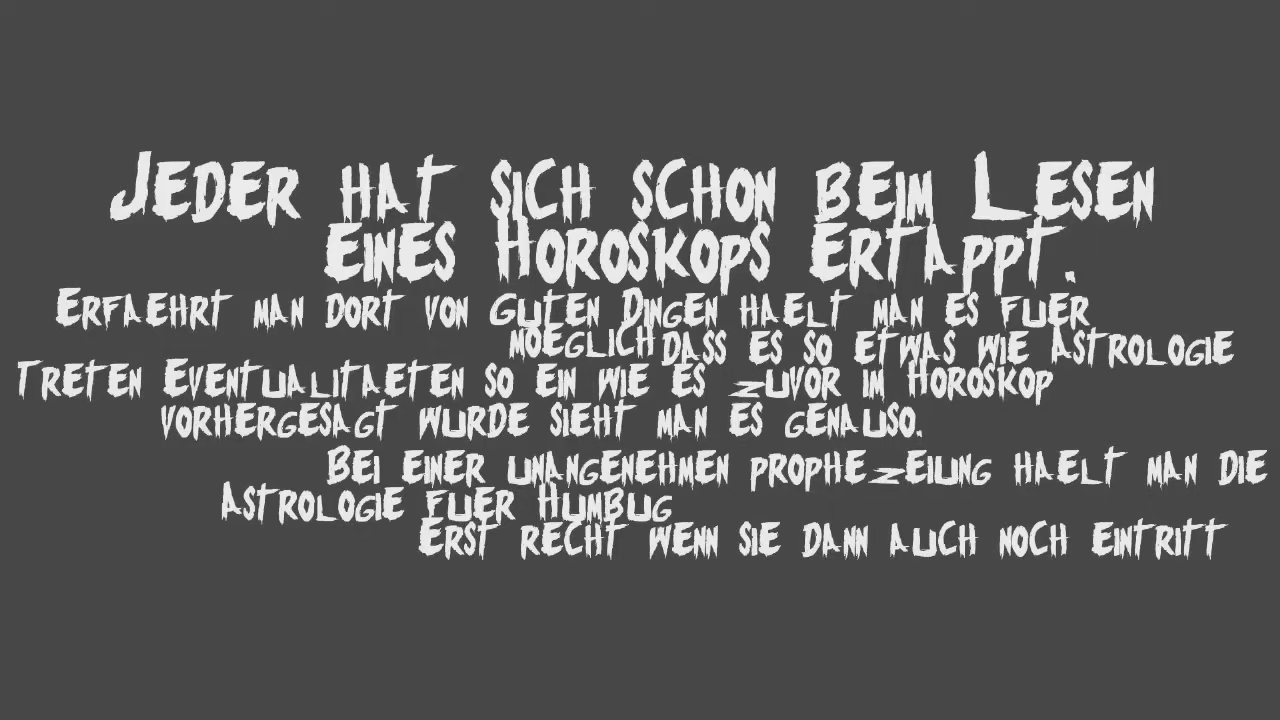 Jeder hat sich schon beim Lesen
eines Horoskops ertappt.
Erfaehrt man dort von guten Dingen haelt man es fuer
moeglich dass es so etwas wie Astrologie
Treten Eventualitaeten so ein wie es zuvor im Horoskop
vorhergesagt wurde sieht man es genauso.
Bei einer unangenehmen prophezeiung haelt man die
Astrologie fuer Humbug
Erst recht wenn sie dann auch noch eintritt